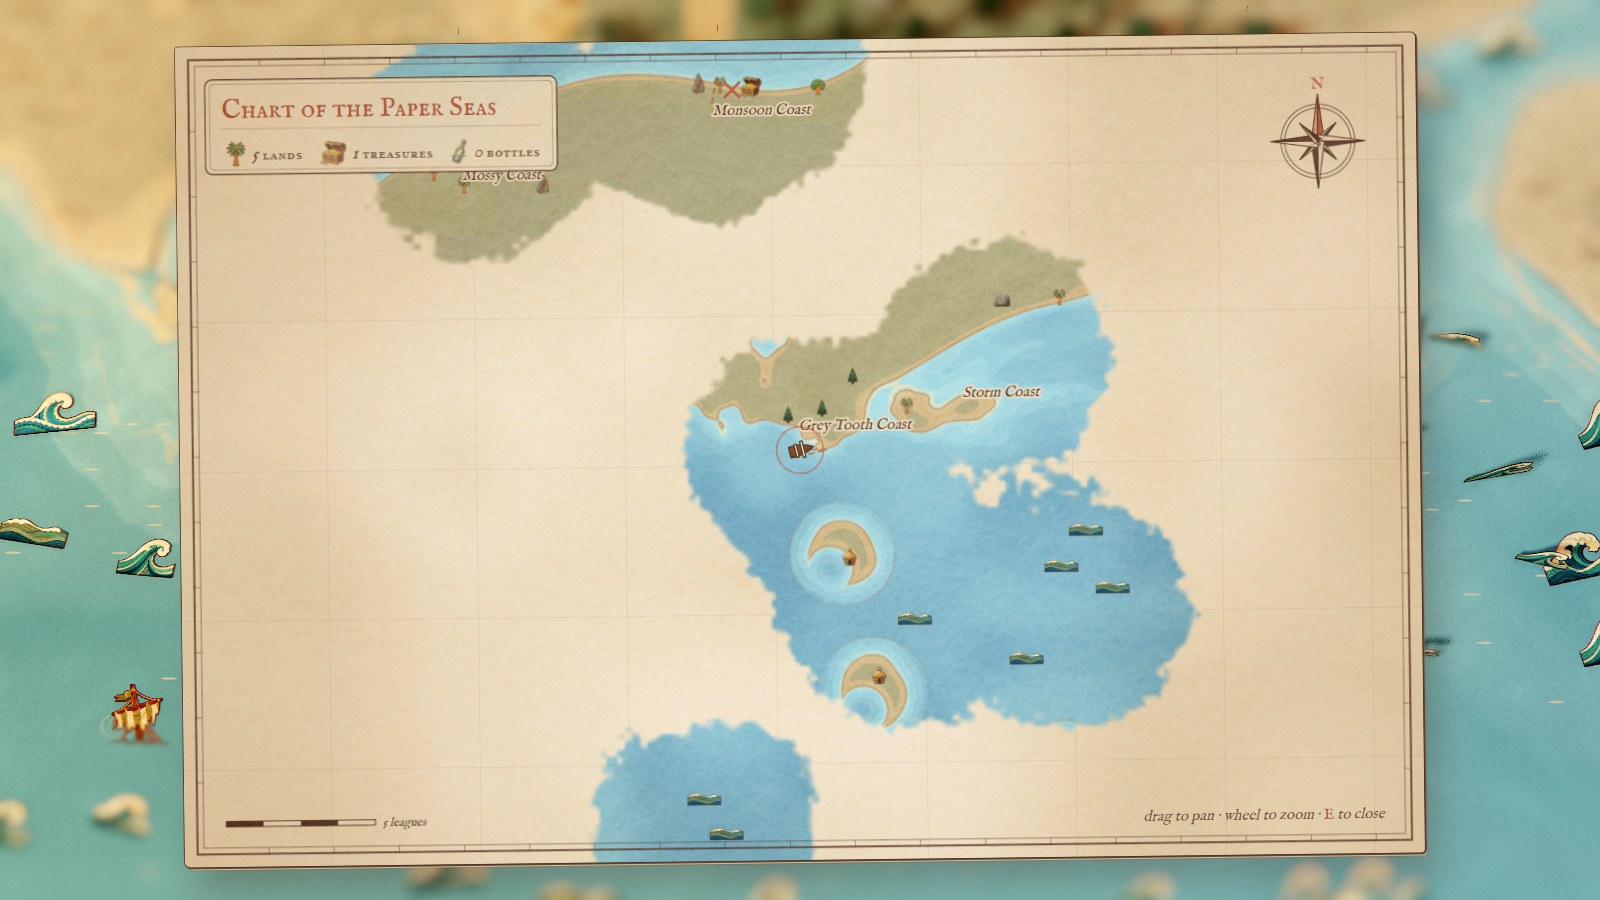 Chart of the Paper Seas
5 lands 1 treasures 0 bottles
N
Monsoon Coast
Mossy Coast
Storm Coast
Grey Tooth Coast
5 leagues
drag to pan · wheel to zoom · E to close